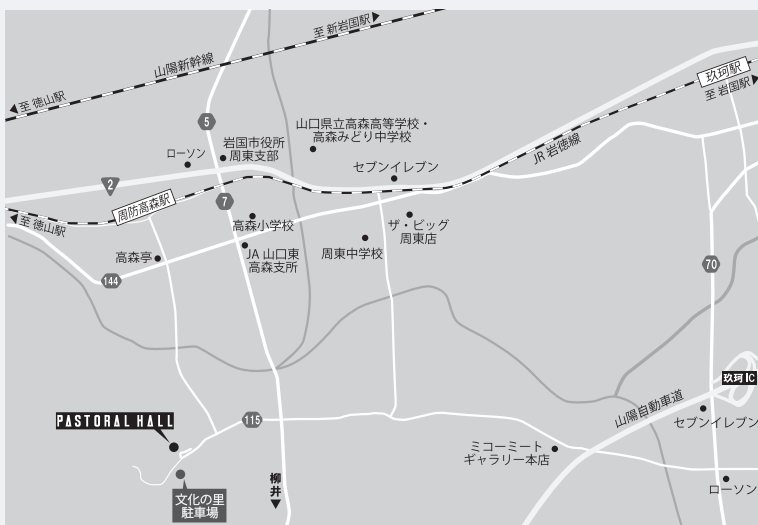 至 新岩国駅
山陽新幹線
至 徳山駅
玖珂駅
至 岩国駅
5
岩国市役所
周東支部
山口県立高森高等学校・
高森みどり中学校
ローソン
セブンイレブン
JR 岩徳線
2
周防高森駅
7
至 徳山駅
高森小学校
ザ・ビッグ
周東店
高森亭
JA 山口東
高森支所
周東中学校
144
70
玖珂 IC
山陽自動車道
セブンイレブン
PASTORAL HALL
115
ミコーミート
ギャラリー本店
柳井
ローソン
文化の里
駐車場